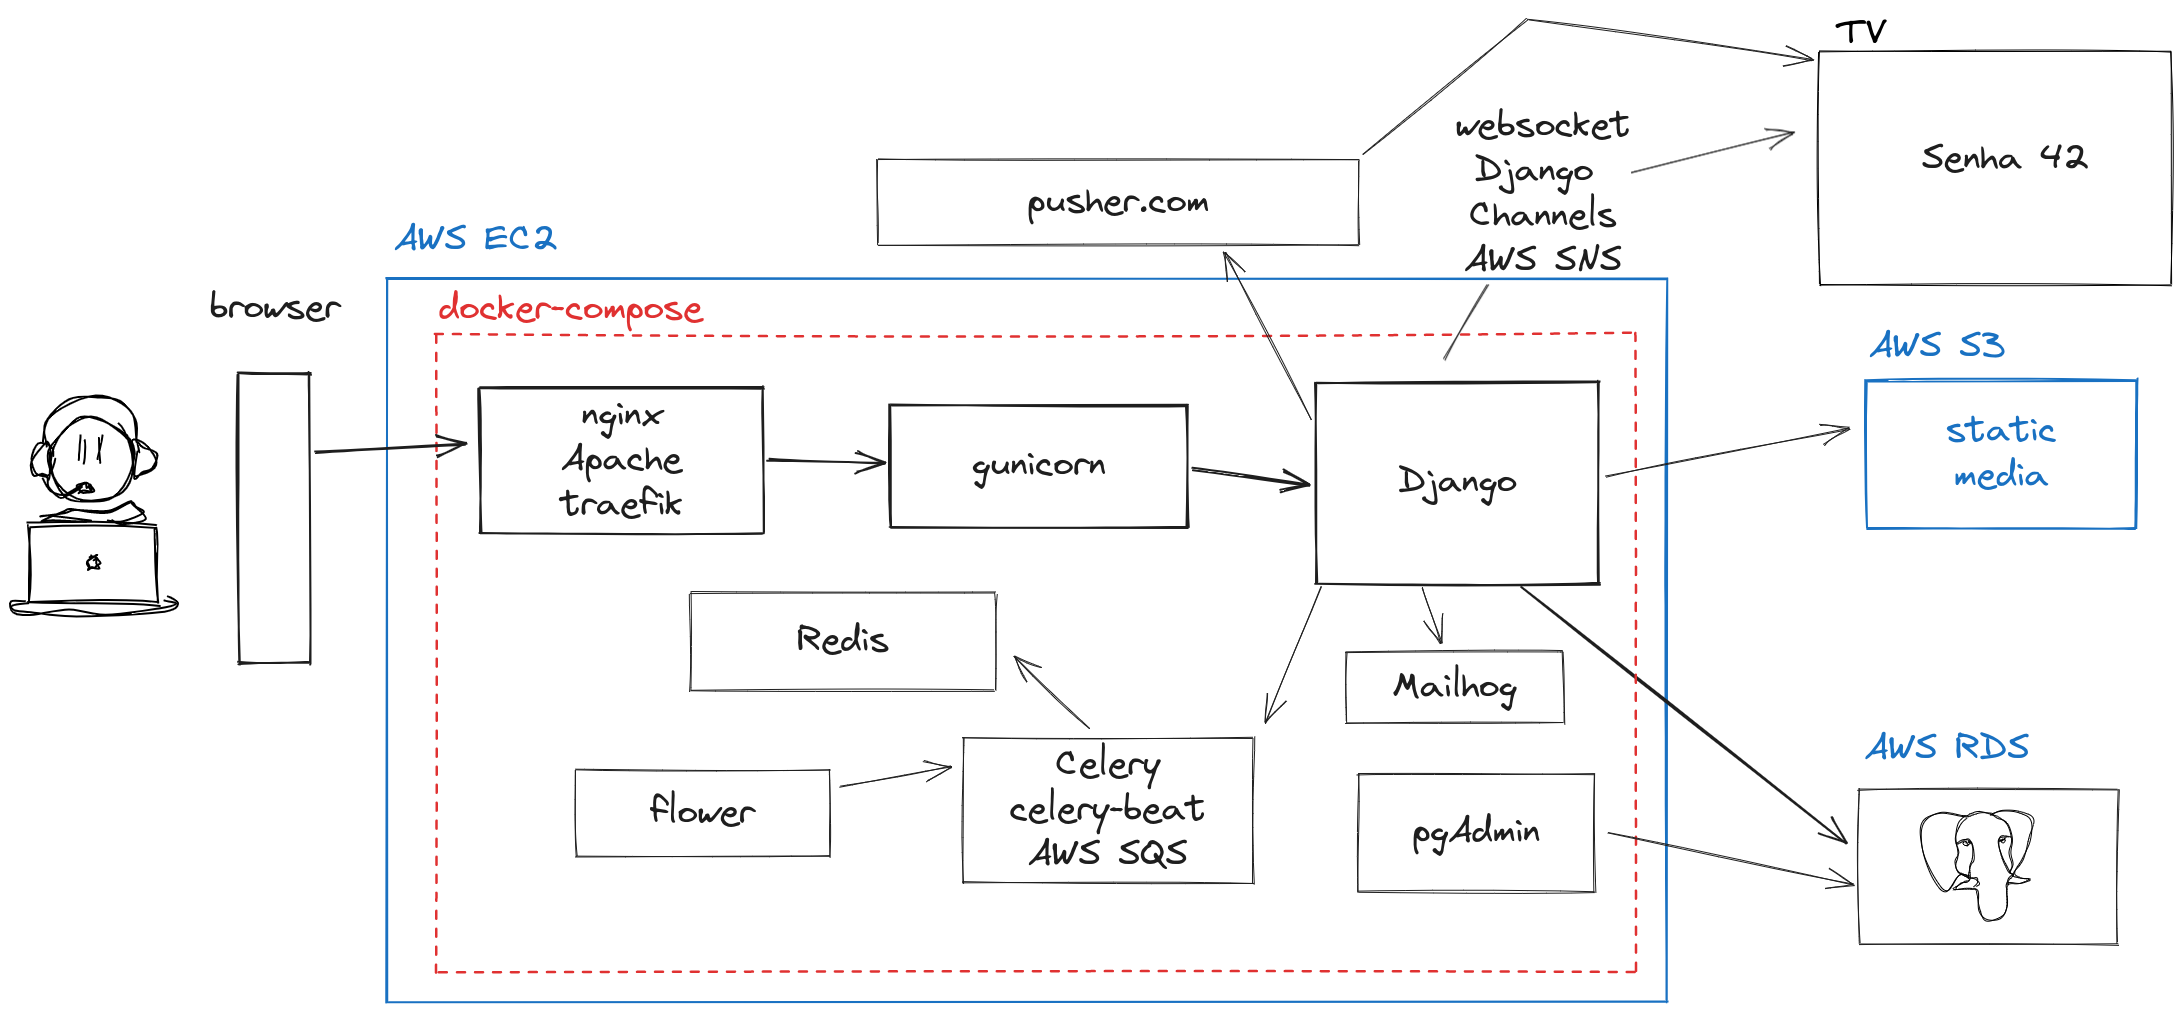 TV
websocket
Django
Channels
AWS SNS
Senha 42
pusher.com
AWS EC2
browser
docker-compose
AWS S3
static
media
nginx
Apache
traefik
gunicorn
Django
Redis
Mailhog
AWS RDS
flower
Celery
celery-beat
AWS SQS
pgAdmin